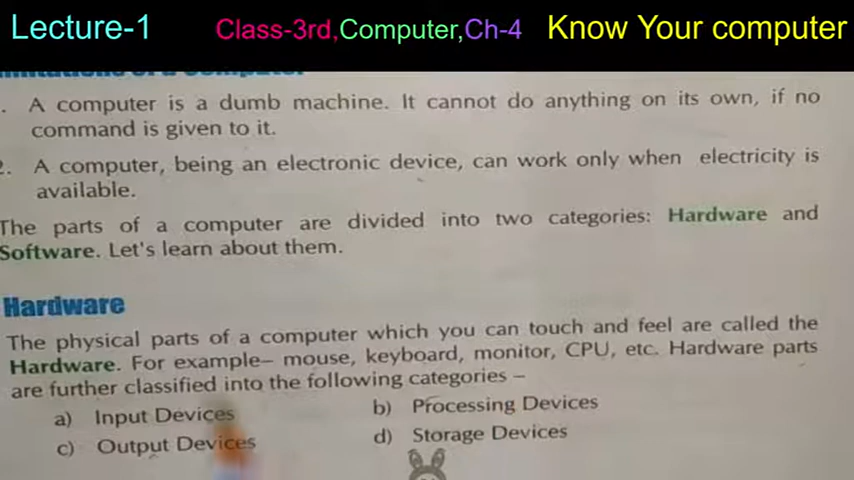 Lecture-1 Class-3rd,Computer,Ch-4 Know Your computer
of a Computer
. A computer is a dumb machine. It cannot do anything on its own, if no
command is given to it.
2. A computer, being an electronic device, can work only when electricity is
available.
The parts of a computer are divided into two categories: Hardware and
Software. Let's learn about them.
Hardware
The physical parts of a computer which you can touch and feel are called the
Hardware. For example– mouse, keyboard, monitor, CPU, etc. Hardware parts
are further classified into the following categories –
a) Input Devices b) Processing Devices
c) Output Devices d) Storage Devices